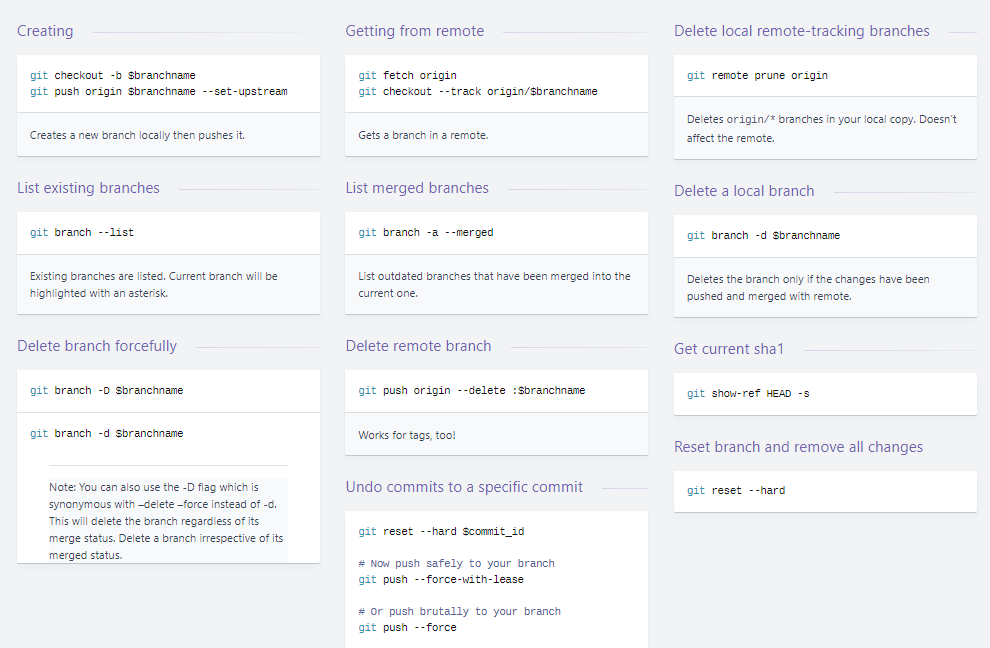 Creating
git checkout -b $branchname
git push origin $branchname --set-upstream
Creates a new branch locally then pushes it.
List existing branches
git branch --list
Existing branches are listed. Current branch will be
highlighted with an asterisk.
Delete branch forcefully
git branch -D $branchname
git branch -d $branchname
Note: You can also use the -D flag which is
synonymous with –delete –force instead of -d.
This will delete the branch regardless of its
merge status. Delete a branch irrespective of its
merged status.
Getting from remote
git fetch origin
git checkout --track origin/$branchname
Gets a branch in a remote.
List merged branches
git branch -a --merged
List outdated branches that have been merged into the
current one.
Delete remote branch
git push origin --delete :$branchname
Works for tags, too!
Undo commits to a specific commit
git reset --hard $commit_id
# Now push safely to your branch
git push --force-with-lease
# Or push brutally to your branch
git push --force
Delete local remote-tracking branches
git remote prune origin
Deletes origin/* branches in your local copy. Doesn't
affect the remote.
Delete a local branch
git branch -d $branchname
Deletes the branch only if the changes have been
pushed and merged with remote.
Get current sha1
git show-ref HEAD -s
Reset branch and remove all changes
git reset --hard